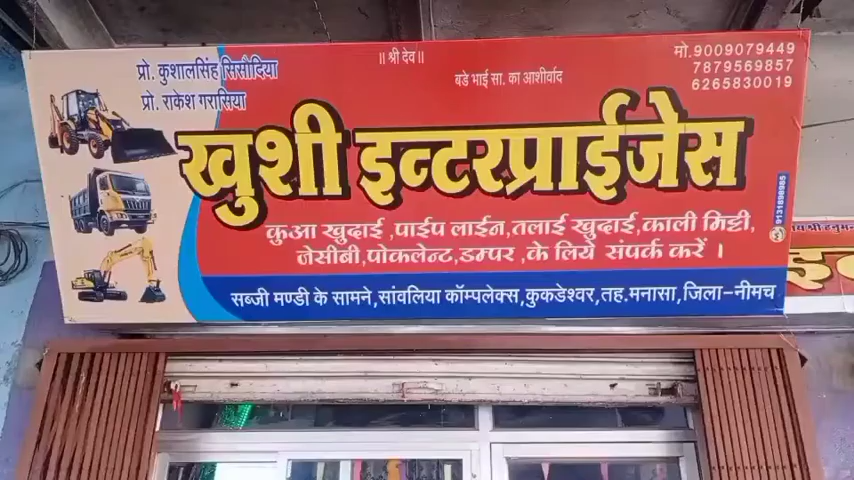 ॥ श्री देव ॥
बडे भाई सा. का आर्शीवाद
प्रो. कुशालसिंह सिसौदिया
प्रो. राकेश गरासिया
मो.9009079449
7879569857
6265830019
खुशी इन्टरप्राईजेस
कुआ खुदाई ,पाईप लाईन,तलाई खुदाई,काली मिट्टी,
जेसीबी,पोकलेन्ट,डम्पर ,के लिये संपर्क करें ।
सब्जी मण्डी के सामने,सांवलिया कॉम्पलेक्स,कुकडेश्वर,तह.मनासा,जिला-नीमच